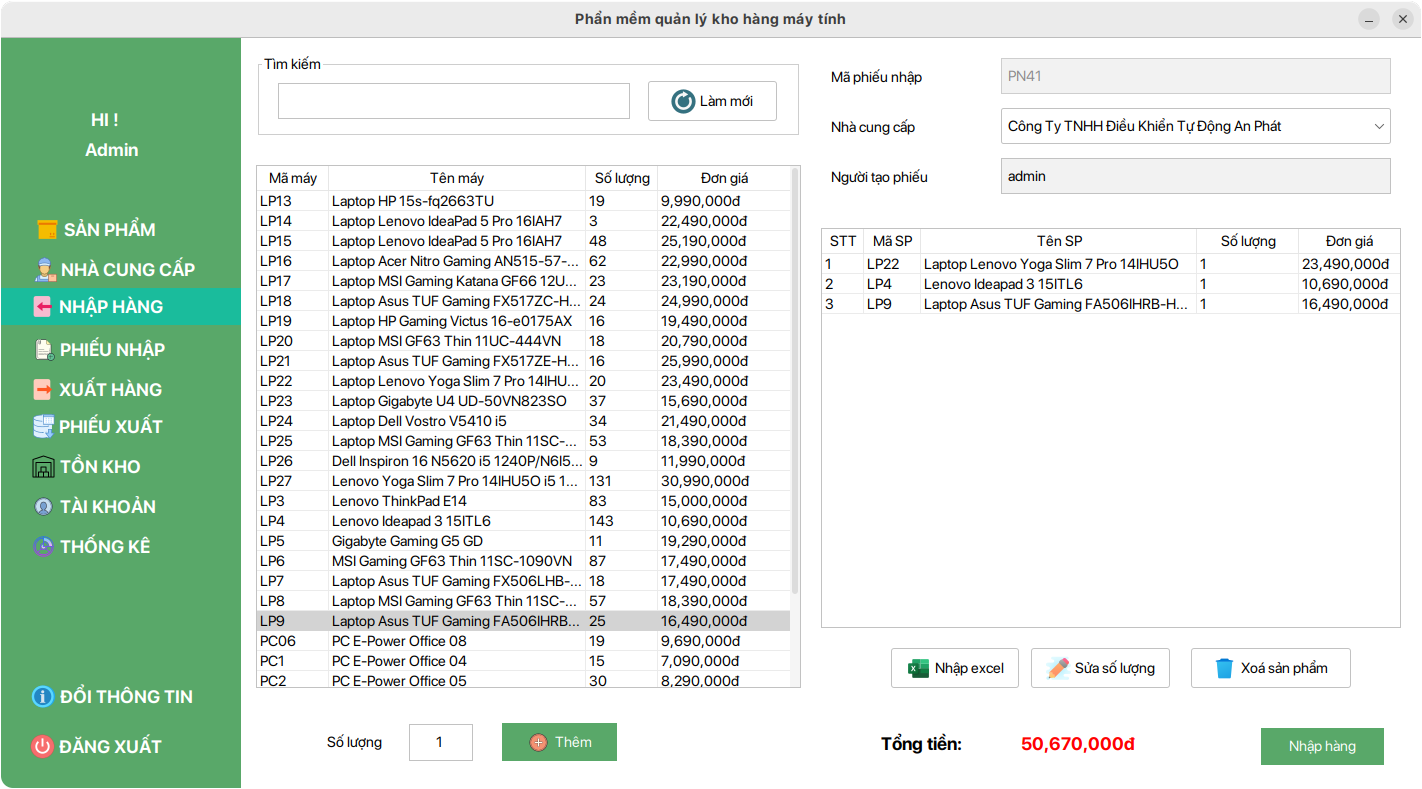 Phần mềm quản lý kho hàng máy tính
HI !
Admin
SẢN PHẨM
NHÀ CUNG CẤP
NHẬP HÀNG
PHIẾU NHẬP
XUẤT HÀNG
PHIẾU XUẤT
TỒN KHO
TÀI KHOẢN
THỐNG KÊ
ĐỔI THÔNG TIN
ĐĂNG XUẤT
Tìm kiếm
Làm mới
Mã máy Tên máy Số lượng Đơn giá
LP13 Laptop HP 15s-fq2663TU 19 9,990,000đ
LP14 Laptop Lenovo IdeaPad 5 Pro 16IAH7 3 22,490,000đ
LP15 Laptop Lenovo IdeaPad 5 Pro 16IAH7 48 25,190,000đ
LP16 Laptop Acer Nitro Gaming AN515-57-... 62 22,990,000đ
LP17 Laptop MSI Gaming Katana GF66 12U... 23 23,190,000đ
LP18 Laptop Asus TUF Gaming FX517ZC-H... 24 24,990,000đ
LP19 Laptop HP Gaming Victus 16-e0175AX 16 19,490,000đ
LP20 Laptop MSI GF63 Thin 11UC-444VN 18 20,790,000đ
LP21 Laptop Asus TUF Gaming FX517ZE-H... 16 25,990,000đ
LP22 Laptop Lenovo Yoga Slim 7 Pro 14IHU... 20 23,490,000đ
LP23 Laptop Gigabyte U4 UD-50VN823SO 37 15,690,000đ
LP24 Laptop Dell Vostro V5410 i5 34 21,490,000đ
LP25 Laptop MSI Gaming GF63 Thin 11SC-... 53 18,390,000đ
LP26 Dell Inspiron 16 N5620 i5 1240P/N6I5... 9 11,990,000đ
LP27 Lenovo Yoga Slim 7 Pro 14IHU5O i5 1... 131 30,990,000đ
LP3 Lenovo ThinkPad E14 83 15,000,000đ
LP4 Lenovo Ideapad 3 15ITL6 143 10,690,000đ
LP5 Gigabyte Gaming G5 GD 11 19,290,000đ
LP6 MSI Gaming GF63 Thin 11SC-1090VN 87 17,490,000đ
LP7 Laptop Asus TUF Gaming FX506LHB-... 18 17,490,000đ
LP8 Laptop MSI Gaming GF63 Thin 11SC-... 57 18,390,000đ
LP9 Laptop Asus TUF Gaming FA506IHRB... 25 16,490,000đ
PC06 PC E-Power Office 08 19 9,690,000đ
PC1 PC E-Power Office 04 15 7,090,000đ
PC2 PC E-Power Office 05 30 8,290,000đ
Số lượng 1 Thêm
Mã phiếu nhập PN41
Nhà cung cấp Công Ty TNHH Điều Khiển Tự Động An Phát
Người tạo phiếu admin
STT Mã SP Tên SP Số lượng Đơn giá
1 LP22 Laptop Lenovo Yoga Slim 7 Pro 14IHU5O 1 23,490,000đ
2 LP4 Lenovo Ideapad 3 15ITL6 1 10,690,000đ
3 LP9 Laptop Asus TUF Gaming FA506IHRB-H... 1 16,490,000đ
Nhập excel Sửa số lượng Xoá sản phẩm
Tổng tiền: 50,670,000đ Nhập hàng